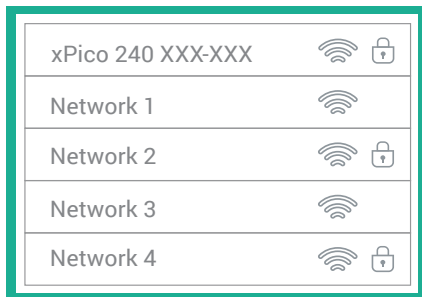 xPico 240 XXX-XXX
Network 1
Network 2
Network 3
Network 4